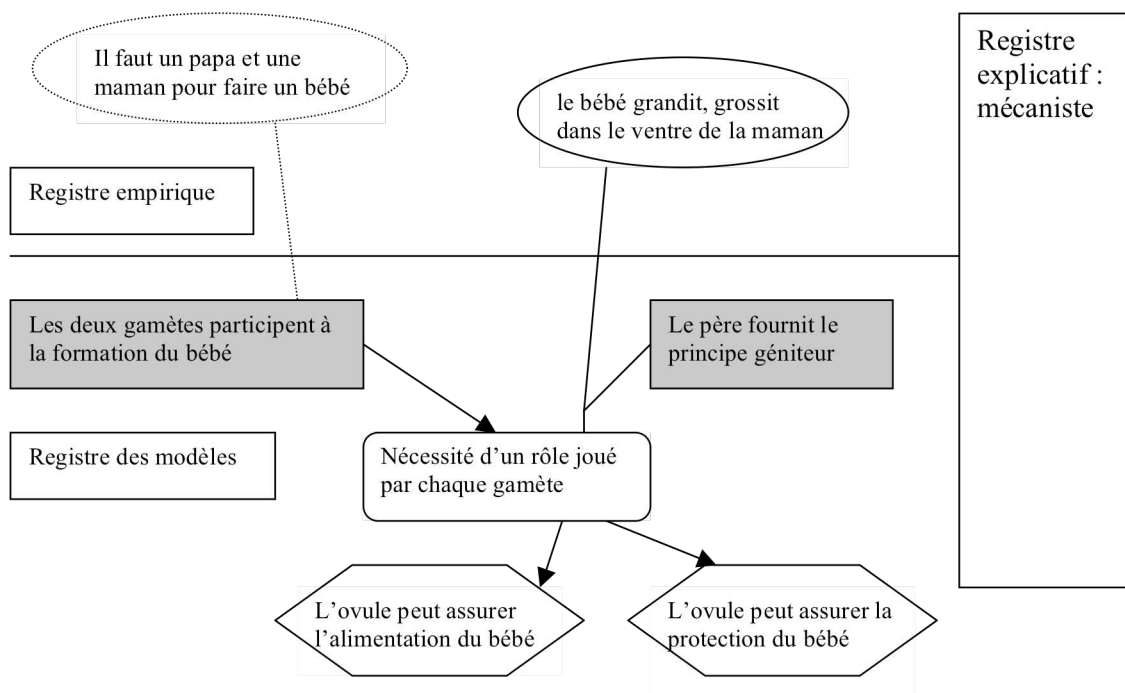 Il faut un papa et une
maman pour faire un bébé
le bébé grandit, grossit
dans le ventre de la maman
Registre
explicatif :
mécaniste
Registre empirique
Les deux gamètes participent à
la formation du bébé
Le père fournit le
principe géniteur
Registre des modèles
Nécessité d’un rôle joué
par chaque gamète
L’ovule peut assurer
l’alimentation du bébé
L’ovule peut assurer la
protection du bébé